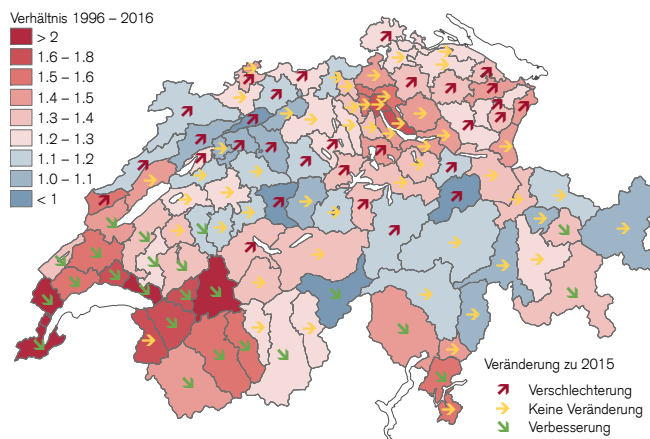 Verhältnis 1996 – 2016
> 2
1.6 – 1.8
1.5 – 1.6
1.4 – 1.5
1.3 – 1.4
1.2 – 1.3
1.1 – 1.2
1.0 – 1.1
< 1
Veränderung zu 2015
Verschlechterung
Keine Veränderung
Verbesserung